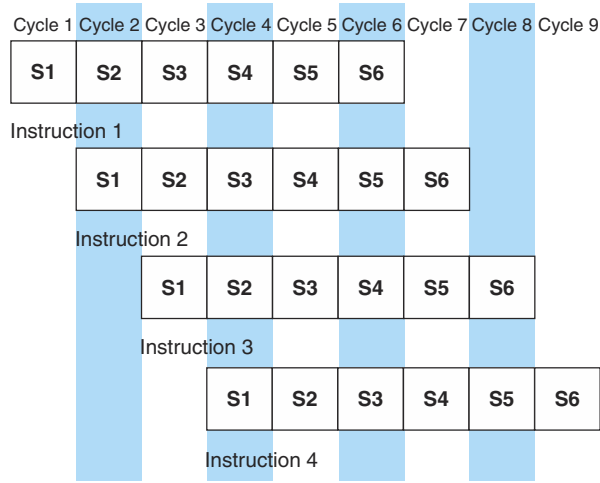 Cycle 1 Cycle 2 Cycle 3 Cycle 4 Cycle 5 Cycle 6 Cycle 7 Cycle 8 Cycle 9
S1 S2 S3 S4 S5 S6
Instruction 1
S1 S2 S3 S4 S5 S6
Instruction 2
S1 S2 S3 S4 S5 S6
Instruction 3
S1 S2 S3 S4 S5 S6
Instruction 4